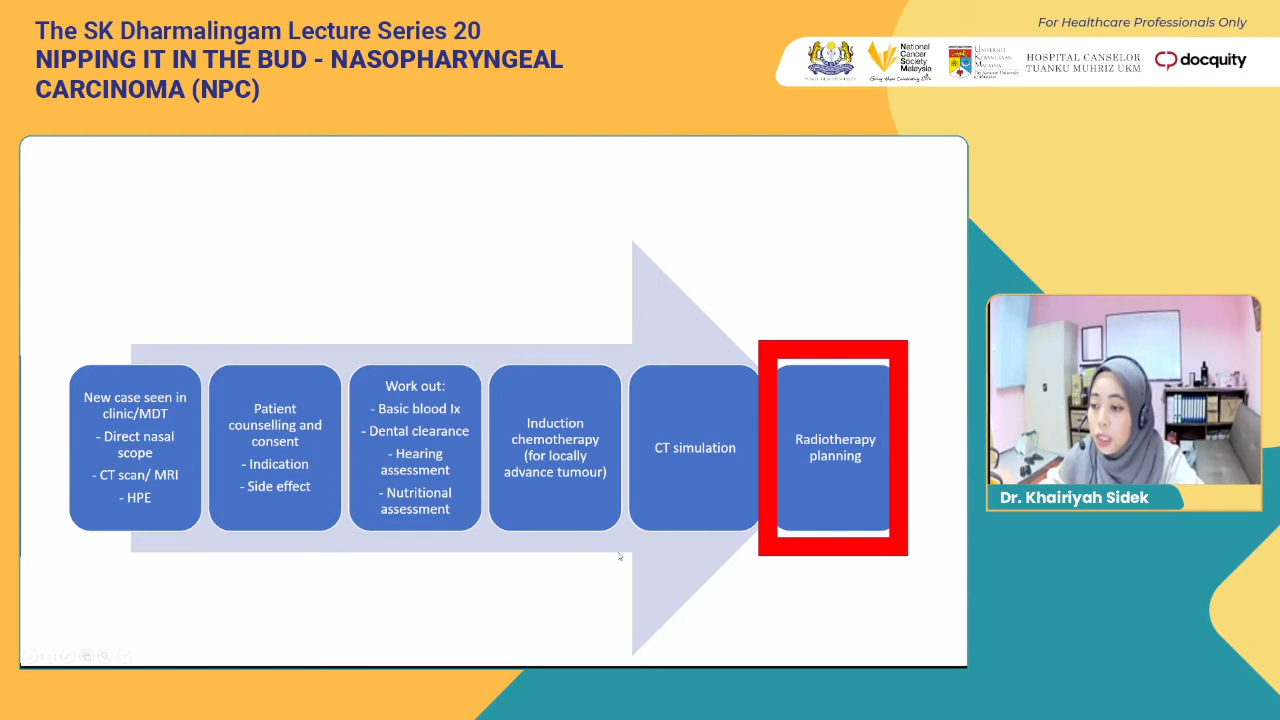 The SK Dharmalingam Lecture Series 20
NIPPING IT IN THE BUD - NASOPHARYNGEAL
CARCINOMA (NPC)
For Healthcare Professionals Only
National
Cancer
Society
Malaysia
UNIVERSITI
KEBANGSAAN
MALAYSIA
HOSPITAL CANSELOR
TUANKU MUHRIZ UKM
docquity
New case seen in
clinic/MDT
- Direct nasal
scope
- CT scan/ MRI
- HPE
Patient
counselling and
consent
- Indication
- Side effect
Work out:
- Basic blood Ix
- Dental clearance
- Hearing
assessment
- Nutritional
assessment
Induction
chemotherapy
(for locally
advance tumour)
CT simulation
Radiotherapy
planning
Dr. Khairiyah Sidek